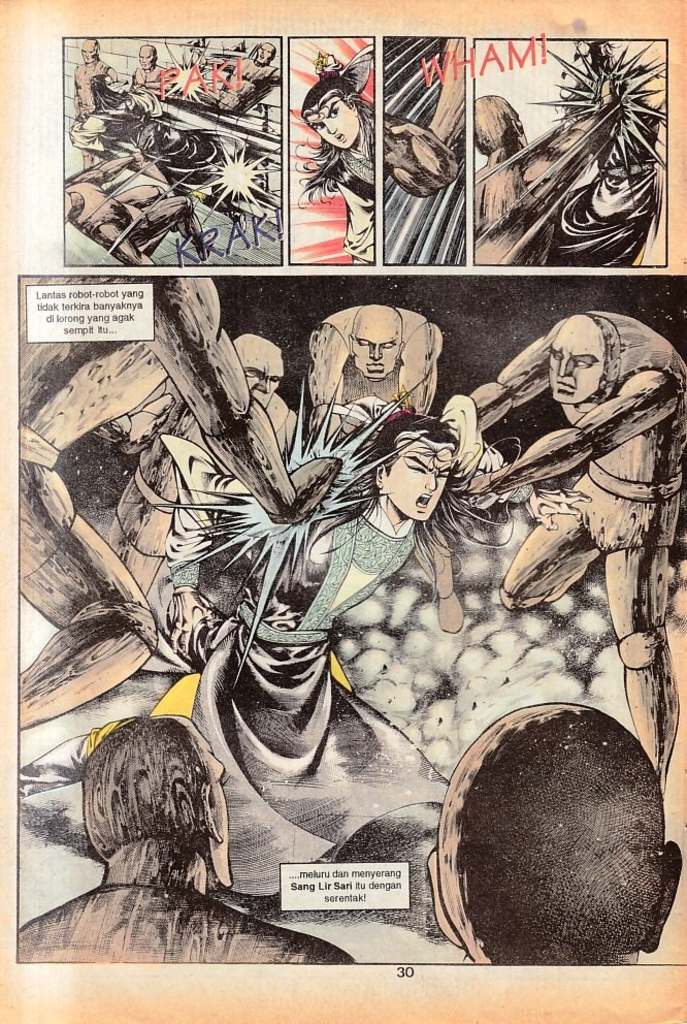 PAK!
KRAK!
WHAM!
Lantas robot-robot yang
tidak terkira banyaknya
di lorong yang agak
sempit itu...
....meluru dan menyerang
Sang Lir Sari itu dengan
serentak!
30